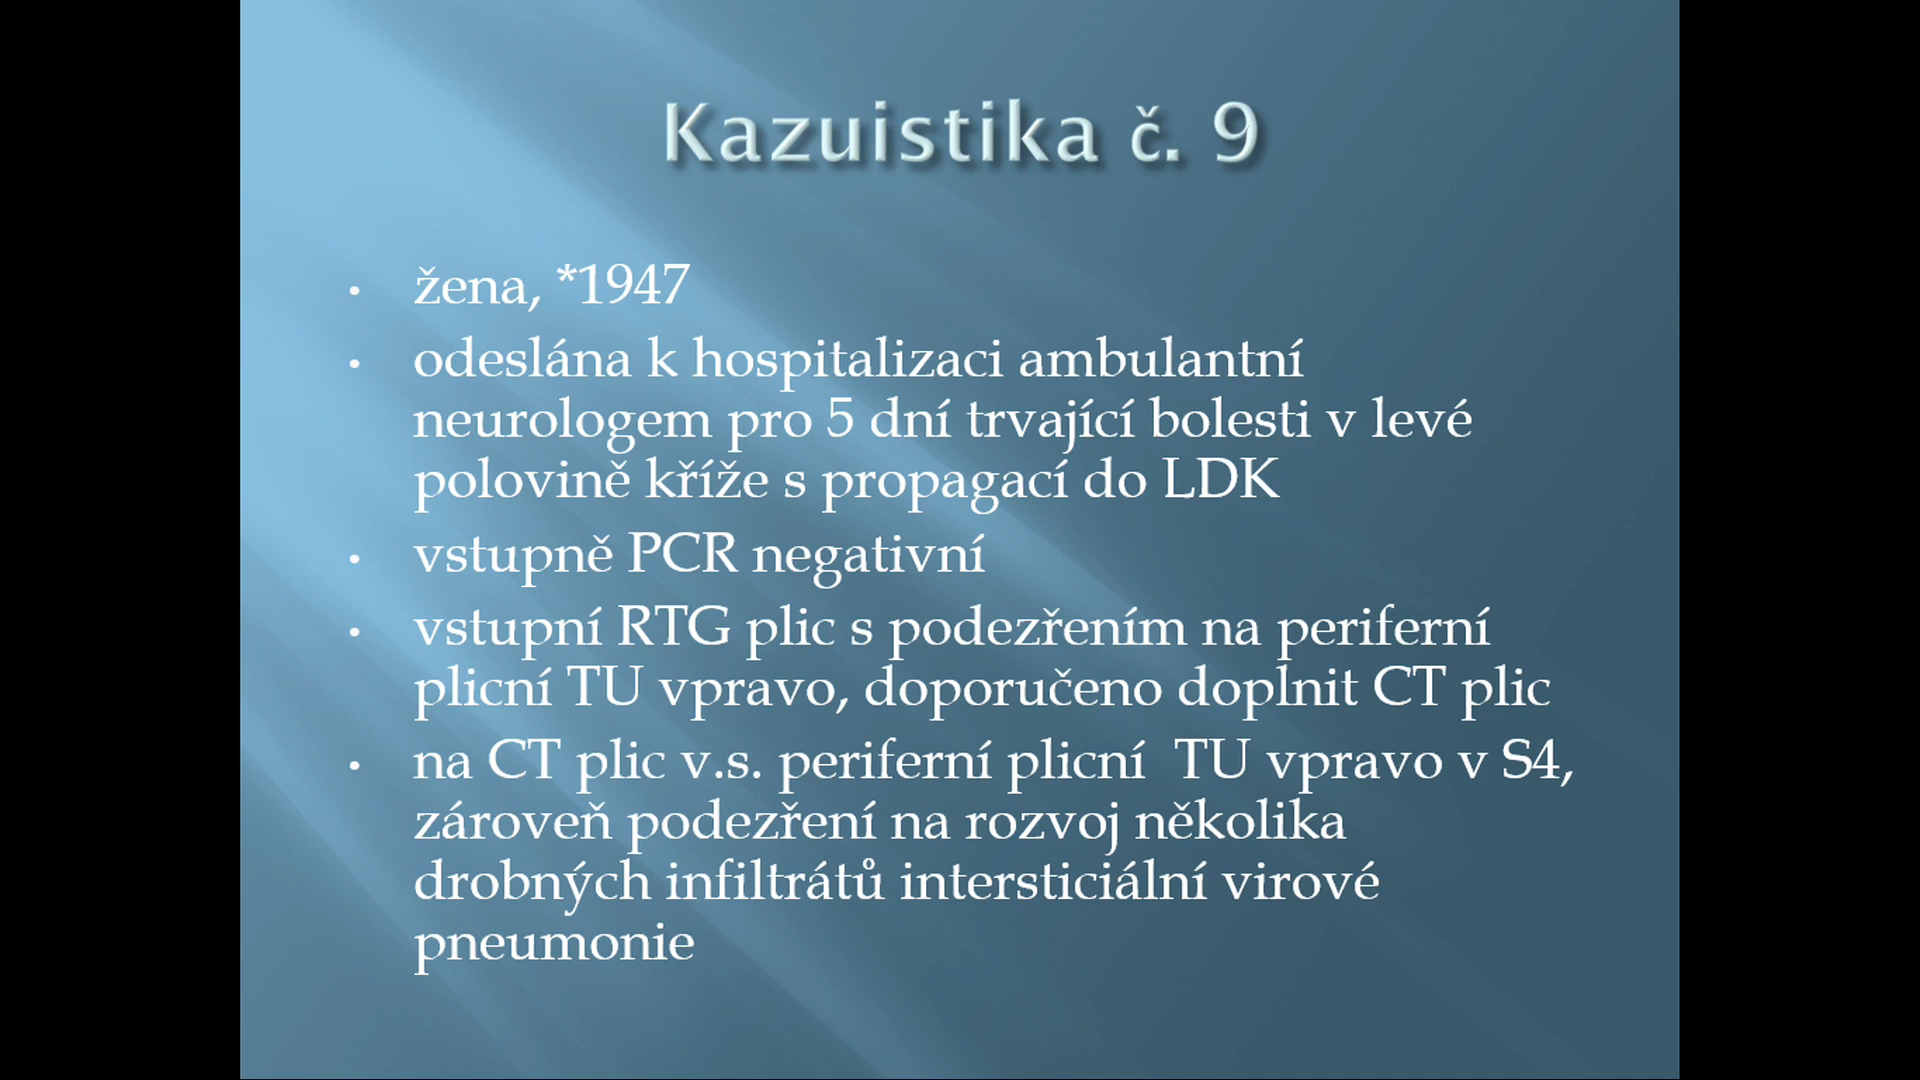 Kazuistika č. 9
• žena, *1947
• odeslána k hospitalizaci ambulantní
neurologem pro 5 dní trvající bolesti v levé
polovině kříže s propagací do LDK
• vstupně PCR negativní
• vstupní RTG plic s podezřením na periferní
plicní TU vpravo, doporučeno doplnit CT plic
• na CT plic v.s. periferní plicní TU vpravo v S4,
zároveň podezření na rozvoj několika
drobných infiltrátů intersticiální virové
pneumonie